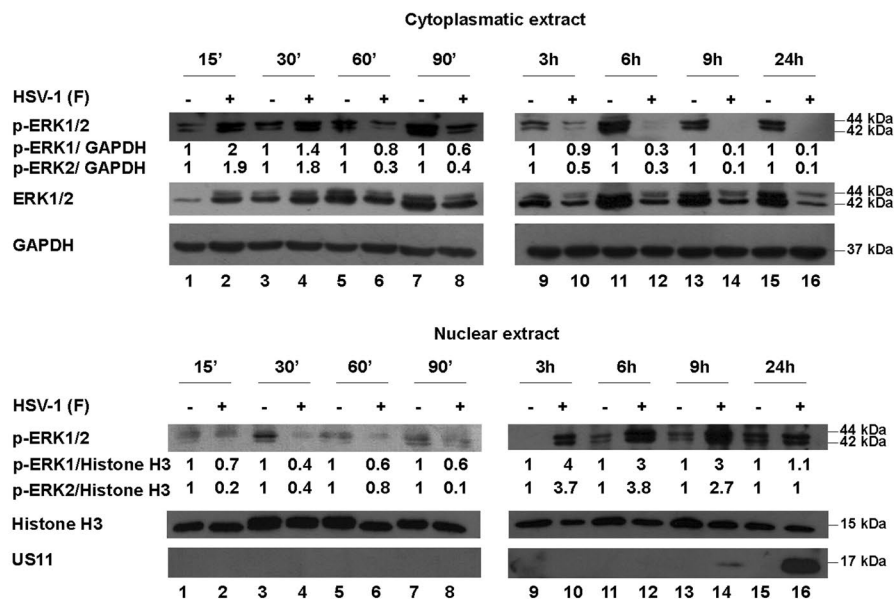 Cytoplasmatic extract
15’ 30’ 60’ 90’ 3h 6h 9h 24h
HSV-1 (F) - + - + - + - + - + - + - + - +
p-ERK1/2 44 kDa
42 kDa
p-ERK1/ GAPDH 1 2 1 1.4 1 0.8 1 0.6 1 0.9 1 0.3 1 0.1 1 0.1
p-ERK2/ GAPDH 1 1.9 1 1.8 1 0.3 1 0.4 1 0.5 1 0.3 1 0.1 1 0.1
ERK1/2 44 kDa
42 kDa
GAPDH 37 kDa
1 2 3 4 5 6 7 8 9 10 11 12 13 14 15 16
Nuclear extract
15’ 30’ 60’ 90’ 3h 6h 9h 24h
HSV-1 (F) - + - + - + - + - + - + - + - +
p-ERK1/2 44 kDa
42 kDa
p-ERK1/Histone H3 1 0.7 1 0.4 1 0.6 1 0.6 1 4 1 3 1 3 1 1.1
p-ERK2/Histone H3 1 0.2 1 0.4 1 0.8 1 0.1 1 3.7 1 3.8 1 2.7 1 1
Histone H3 15 kDa
US11 17 kDa
1 2 3 4 5 6 7 8 9 10 11 12 13 14 15 16